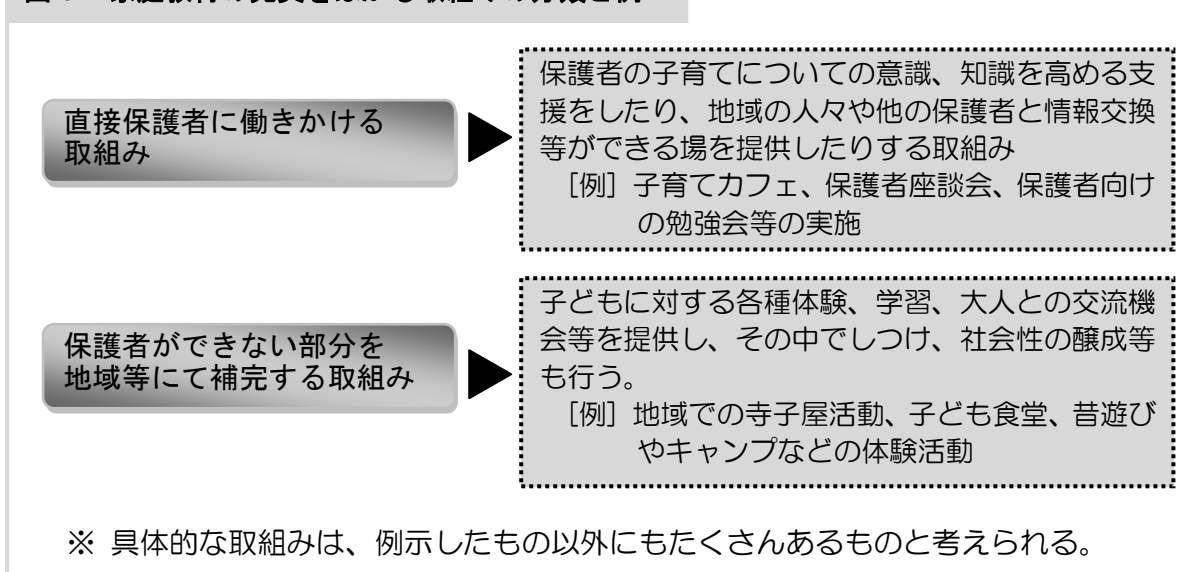 直接保護者に働きかける
取組み
保護者の子育てについての意識、知識を高める支
援をしたり、地域の人々や他の保護者と情報交換
等ができる場を提供したりする取組み
［例］子育てカフェ、保護者座談会、保護者向け
の勉強会等の実施
保護者ができない部分を
地域等にて補完する取組み
子どもに対する各種体験、学習、大人との交流機
会等を提供し、その中でしつけ、社会性の醸成等
も行う。
［例］地域での寺子屋活動、子ども食堂、昔遊び
やキャンプなどの体験活動
※ 具体的な取組みは、例示したもの以外にもたくさんあるものと考えられる。